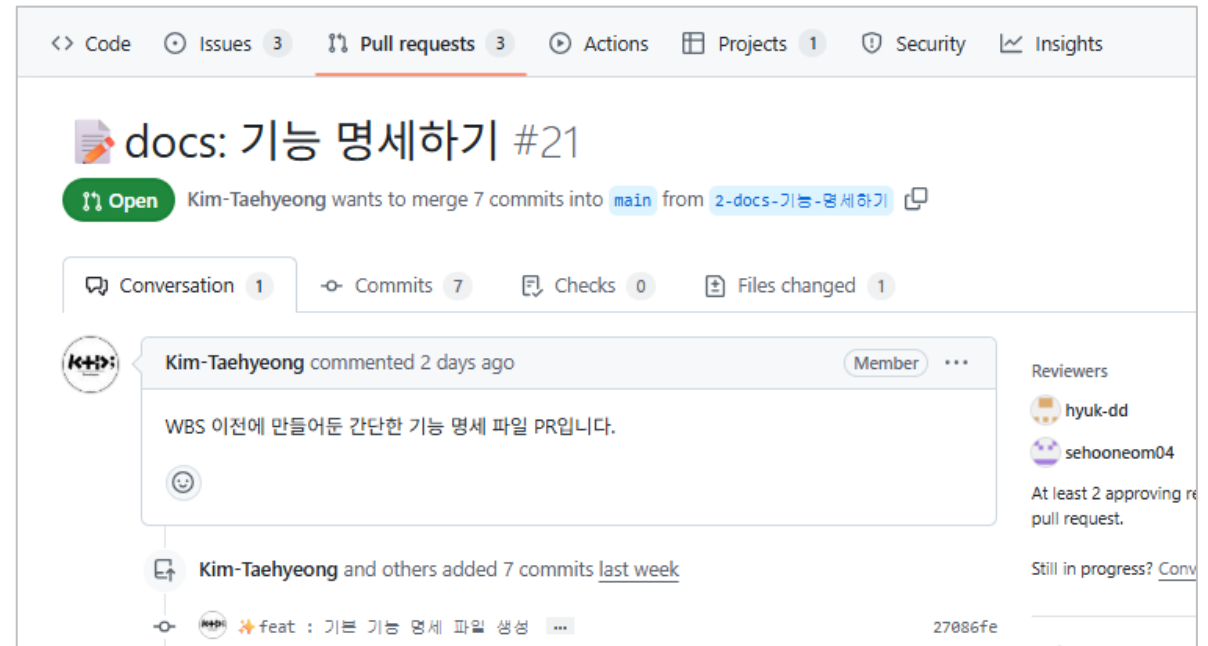 Code Issues 3 Pull requests 3 Actions Projects 1 Security Insights
docs: 기능 명세하기 #21
Open Kim-Taehyeong wants to merge 7 commits into main from 2-docs-기능-명세하기
Conversation 1 Commits 7 Checks 0 Files changed 1
Kim-Taehyeong commented 2 days ago Member ...
WBS 이전에 만들어둔 간단한 기능 명세 파일 PR입니다.
Reviewers
hyuk-dd
sehooneom04
At least 2 approving
pull request.
Still in progress?
Kim-Taehyeong and others added 7 commits last week
feat : 기본 기능 명세 파일 생성 ... 27086fe